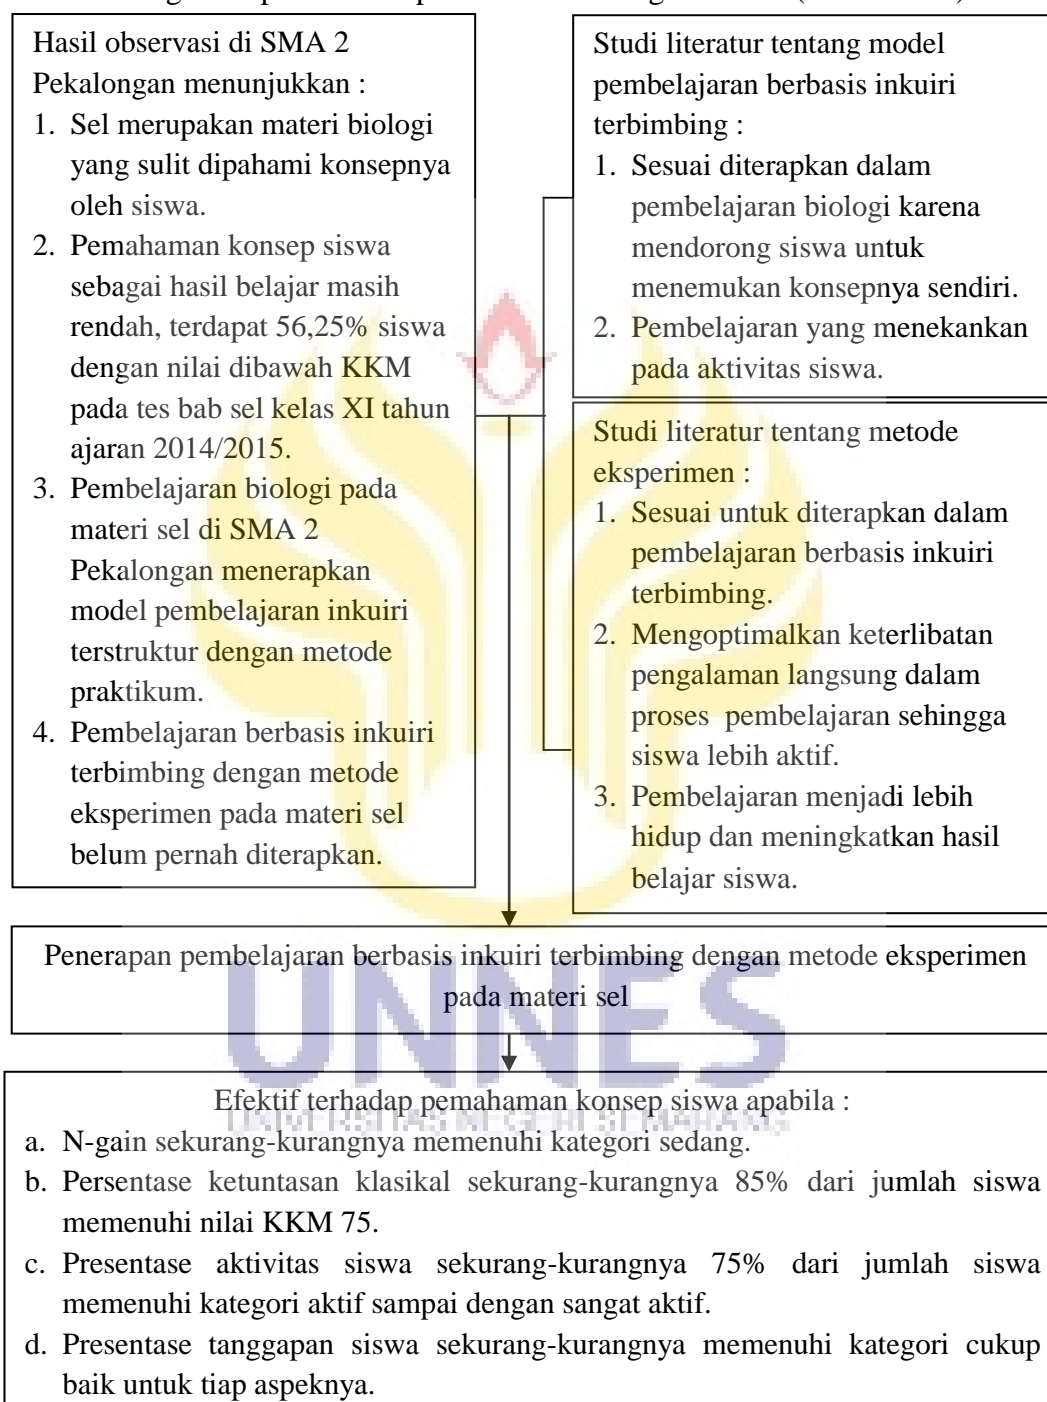 Hasil observasi di SMA 2
Pekalongan menunjukkan :
1. Sel merupakan materi biologi
yang sulit dipahami konsepnya
oleh siswa.
2. Pemahaman konsep siswa
sebagai hasil belajar masih
rendah, terdapat 56,25% siswa
dengan nilai dibawah KKM
pada tes bab sel kelas XI tahun
ajaran 2014/2015.
3. Pembelajaran biologi pada
materi sel di SMA 2
Pekalongan menerapkan
model pembelajaran inkuiri
terstruktur dengan metode
praktikum.
4. Pembelajaran berbasis inkuiri
terbimbing dengan metode
eksperimen pada materi sel
belum pernah diterapkan.
Studi literatur tentang model
pembelajaran berbasis inkuiri
terbimbing :
1. Sesuai diterapkan dalam
pembelajaran biologi karena
mendorong siswa untuk
menemukan konsepnya sendiri.
2. Pembelajaran yang menekankan
pada aktivitas siswa.
Studi literatur tentang metode
eksperimen :
1. Sesuai untuk diterapkan dalam
pembelajaran berbasis inkuiri
terbimbing.
2. Mengoptimalkan keterlibatan
pengalaman langsung dalam
proses pembelajaran sehingga
siswa lebih aktif.
3. Pembelajaran menjadi lebih
hidup dan meningkatkan hasil
belajar siswa.
Penerapan pembelajaran berbasis inkuiri terbimbing dengan metode eksperimen
pada materi sel
UNNES
UNIVERSITAS NEGERI SEMARANG
Efektif terhadap pemahaman konsep siswa apabila :
a. N-gain sekurang-kurangnya memenuhi kategori sedang.
b. Persentase ketuntasan klasikal sekurang-kurangnya 85% dari jumlah siswa
memenuhi nilai KKM 75.
c. Presentase aktivitas siswa sekurang-kurangnya 75% dari jumlah siswa
memenuhi kategori aktif sampai dengan sangat aktif.
d. Presentase tanggapan siswa sekurang-kurangnya memenuhi kategori cukup
baik untuk tiap aspeknya.